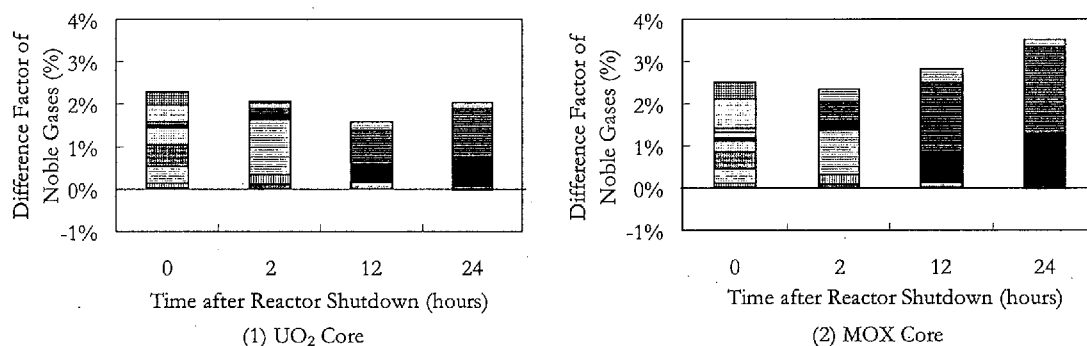 Difference Factor of
Noble Gases (%)
4%
3%
2%
1%
0%
-1%
0 2 12 24
Time after Reactor Shutdown (hours)
(1) UO₂ Core
Difference Factor of
Noble Gases (%)
4%
3%
2%
1%
0%
-1%
0 2 12 24
Time after Reactor Shutdown (hours)
(2) MOX Core